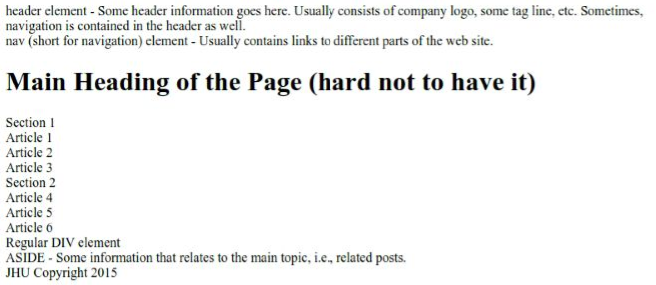 header element - Some header information goes here. Usually consists of company logo, some tag line, etc. Sometimes,
navigation is contained in the header as well.
nav (short for navigation) element - Usually contains links to different parts of the web site.
Main Heading of the Page (hard not to have it)
Section 1
Article 1
Article 2
Article 3
Section 2
Article 4
Article 5
Article 6
Regular DIV element
ASIDE - Some information that relates to the main topic, i.e., related posts.
JHU Copyright 2015